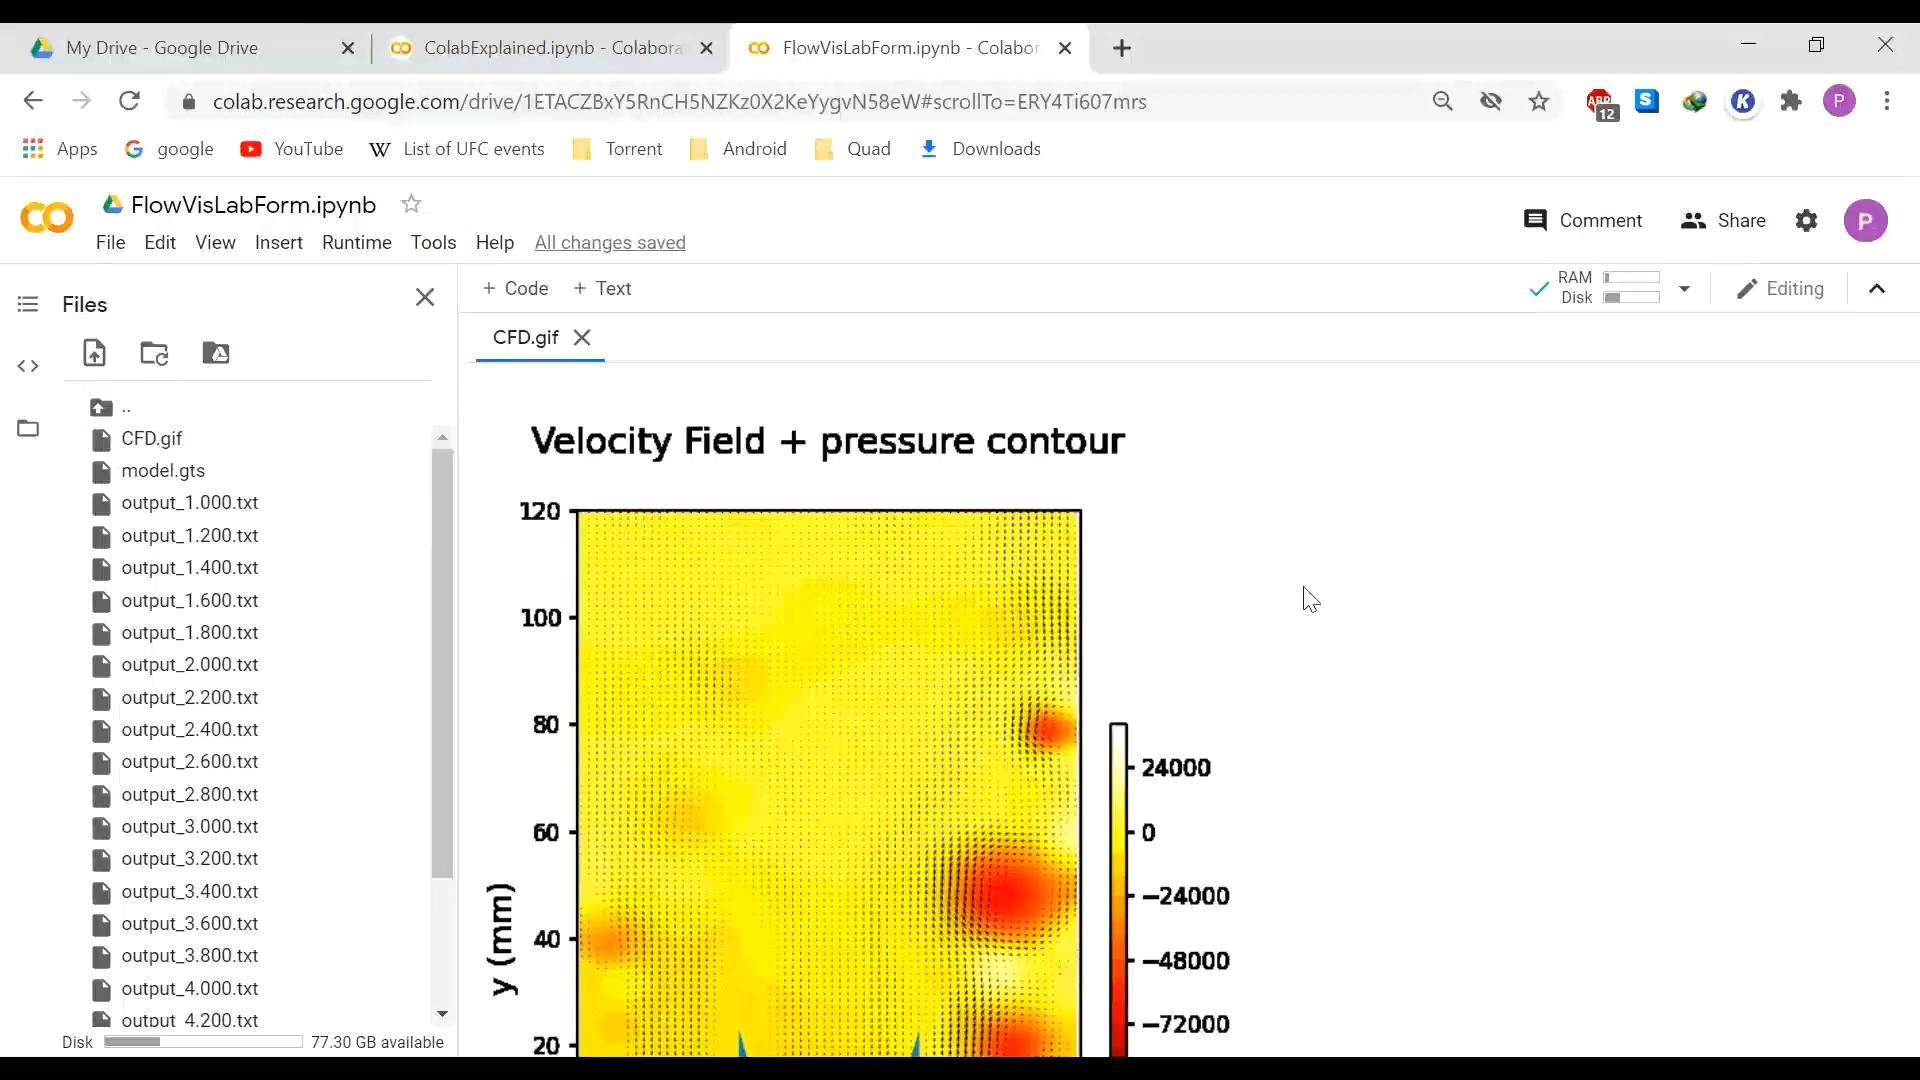 My Drive - Google Drive
ColabExplained.ipynb - Colabora
FlowVisLabForm.ipynb - Colabor
colab.research.google.com/drive/1ETACZBxY5RnCH5NZKz0X2KeYygvN58eW#scrollTo=ERY4Ti607mrs
ABP
12
S
K
P
Apps
google
YouTube
W
List of UFC events
Torrent
Android
Quad
Downloads
FlowVisLabForm.ipynb
Comment
Share
P
File Edit View Insert Runtime Tools Help All changes saved
Files
+ Code + Text
RAM
Disk
Editing
CFD.gif
..
CFD.gif
model.gts
output_1.000.txt
output_1.200.txt
output_1.400.txt
output_1.600.txt
output_1.800.txt
output_2.000.txt
output_2.200.txt
output_2.400.txt
output_2.600.txt
output_2.800.txt
output_3.000.txt
output_3.200.txt
output_3.400.txt
output_3.600.txt
output_3.800.txt
output_4.000.txt
output_4.200.txt
Disk 77.30 GB available
Velocity Field + pressure contour
120
100
80
60
40
20
y (mm)
24000
0
−24000
−48000
−72000